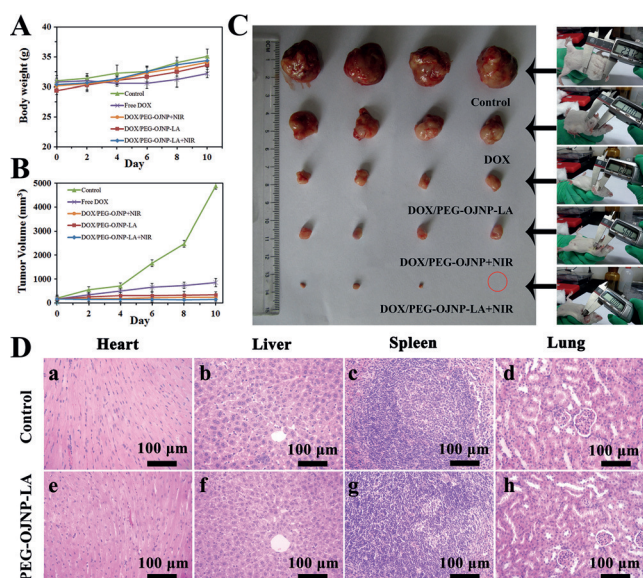 A
Body weight (g)
40
35
30
25
0 2 4 6 8 10
Day
Control
Free DOX
DOX/PEG-OJNP+NIR
DOX/PEG-OJNP-LA
DOX/PEG-OJNP-LA+NIR
B
Tumor Volume (mm³)
5000
4000
3000
2000
1000
0
0 2 4 6 8 10
Day
Control
Free DOX
DOX/PEG-OJNP+NIR
DOX/PEG-OJNP-LA
DOX/PEG-OJNP-LA+NIR
C
Control
DOX
DOX/PEG-OJNP-LA
DOX/PEG-OJNP+NIR
DOX/PEG-OJNP-LA+NIR
D
Heart Liver Spleen Lung
Control
a b c d
100 μm 100 μm 100 μm 100 μm
PEG-OJNP-LA
e f g h
100 μm 100 μm 100 μm 100 μm